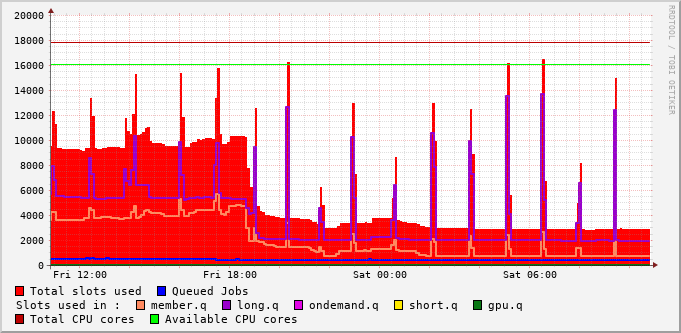 20000
18000
16000
14000
12000
10000
8000
6000
4000
2000
0
Fri 12:00 Fri 18:00 Sat 00:00 Sat 06:00
RRDTOOL / TOBI OETIKER
Total slots used Queued Jobs
Slots used in : member.q long.q ondemand.q short.q gpu.q
Total CPU cores Available CPU cores